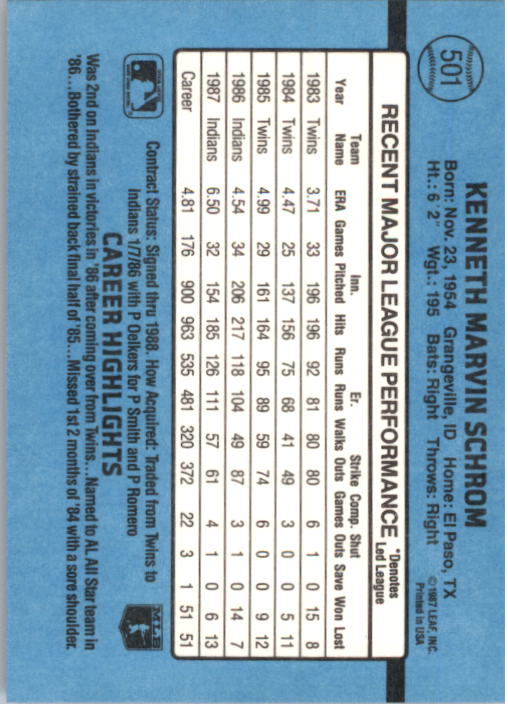 501
KENNETH MARVIN SCHROM
Born: Nov. 23, 1954 Grangeville, ID Home: El Paso, TX
Ht.: 6'2" Wgt.: 195 Bats: Right Throws: Right
© 1987 LEAF, INC.
Printed in USA
RECENT MAJOR LEAGUE PERFORMANCE *Denotes Led League
Year Team Name ERA Games Inn. Pitched Hits Runs Er. Runs Walks Strike Outs Comp. Games Shut Outs Save Won Lost
1983 Twins 3.71 33 196 196 92 81 80 80 6 1 0 15 8
1984 Twins 4.47 25 137 156 75 68 41 49 3 0 0 5 11
1985 Twins 4.99 29 161 164 95 89 59 74 6 0 0 9 12
1986 Indians 4.54 34 206 217 118 104 49 87 3 1 0 14 7
1987 Indians 6.50 32 154 185 126 111 57 61 4 1 0 6 13
Career 4.81 176 900 963 535 481 320 372 22 3 1 51 51
Contract Status: Signed thru 1988. How Acquired: Traded from Twins to
Indians 1/7/86 with P Oelkers for P Smith and P Romero
MLB
CAREER HIGHLIGHTS
Was 2nd on Indians in victories in '86 after coming over from Twins...Named to AL All Star team in
'86...Bothered by strained back final half of '85...Missed 1st 2 months of '84 with a sore shoulder.